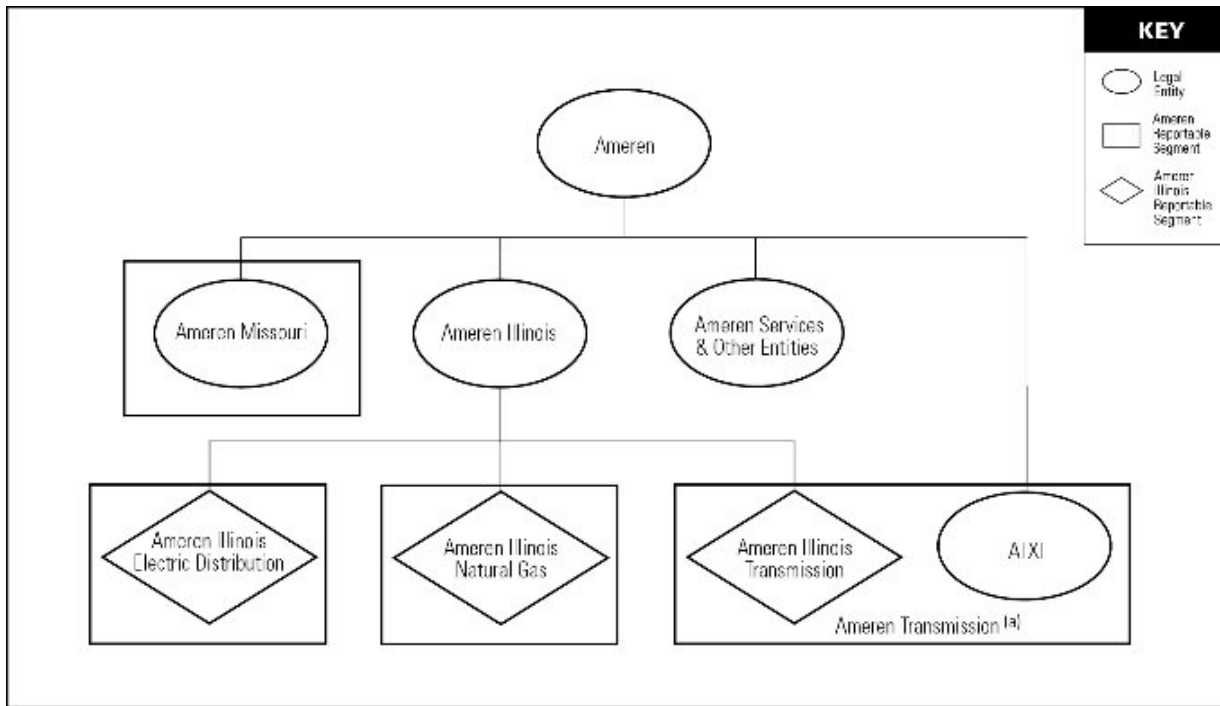 KEY
Legal
Entity
Ameren
Reportable
Segment
Ameren
Illinois
Reportable
Segment
Ameren
Ameren Missouri
Ameren Illinois
Ameren Services
& Other Entities
Ameren Illinois
Electric Distribution
Ameren Illinois
Natural Gas
Ameren Illinois
Transmission
ATXI
Ameren Transmission (a)